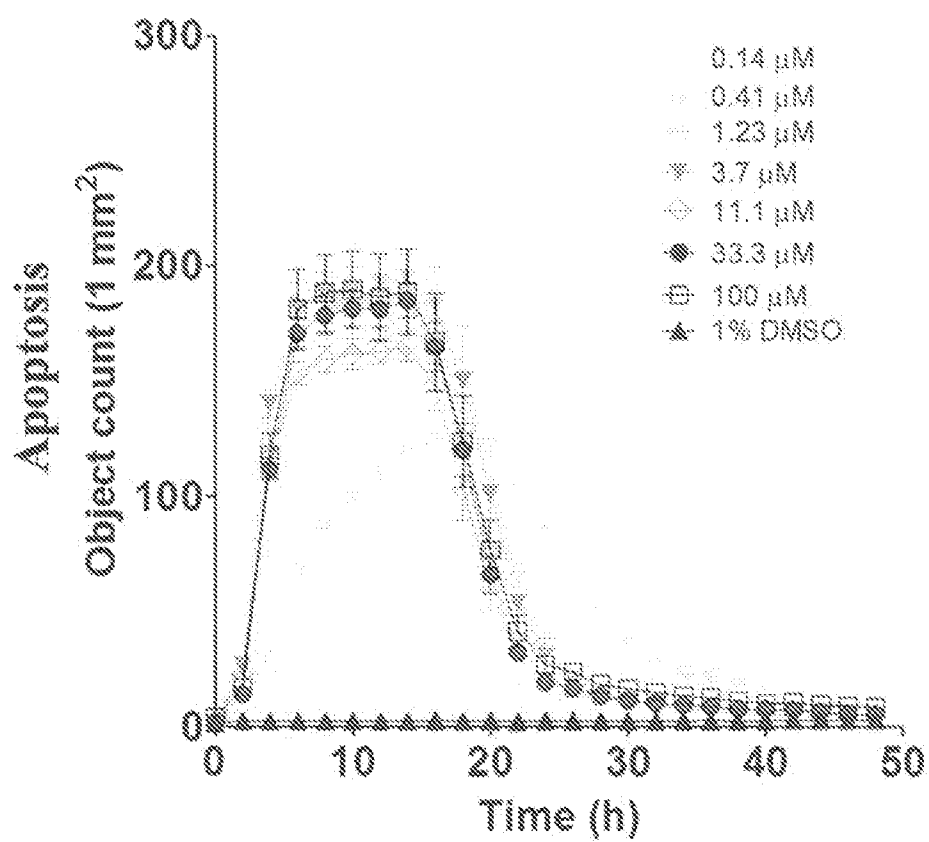 Apoptosis
Object count (1 mm²)
300
200
100
0
0 10 20 30 40 50
Time (h)
0.14 µM
0.41 µM
1.23 µM
3.7 µM
11.1 µM
33.3 µM
100 µM
1% DMSO